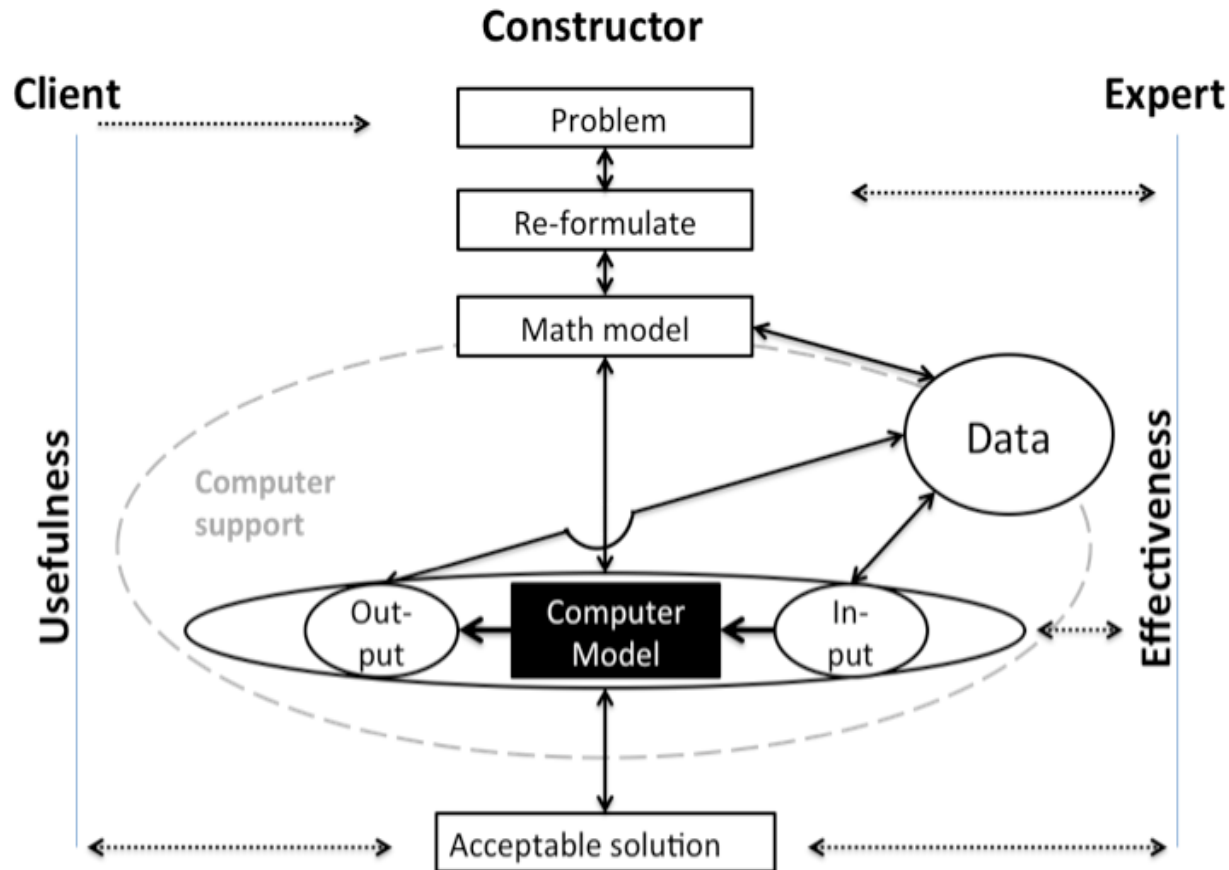 Constructor
Client
Expert
Problem
Re-formulate
Math model
Data
Computer
support
Usefulness
Effectiveness
Out-
put
Computer
Model
In-
put
Acceptable solution